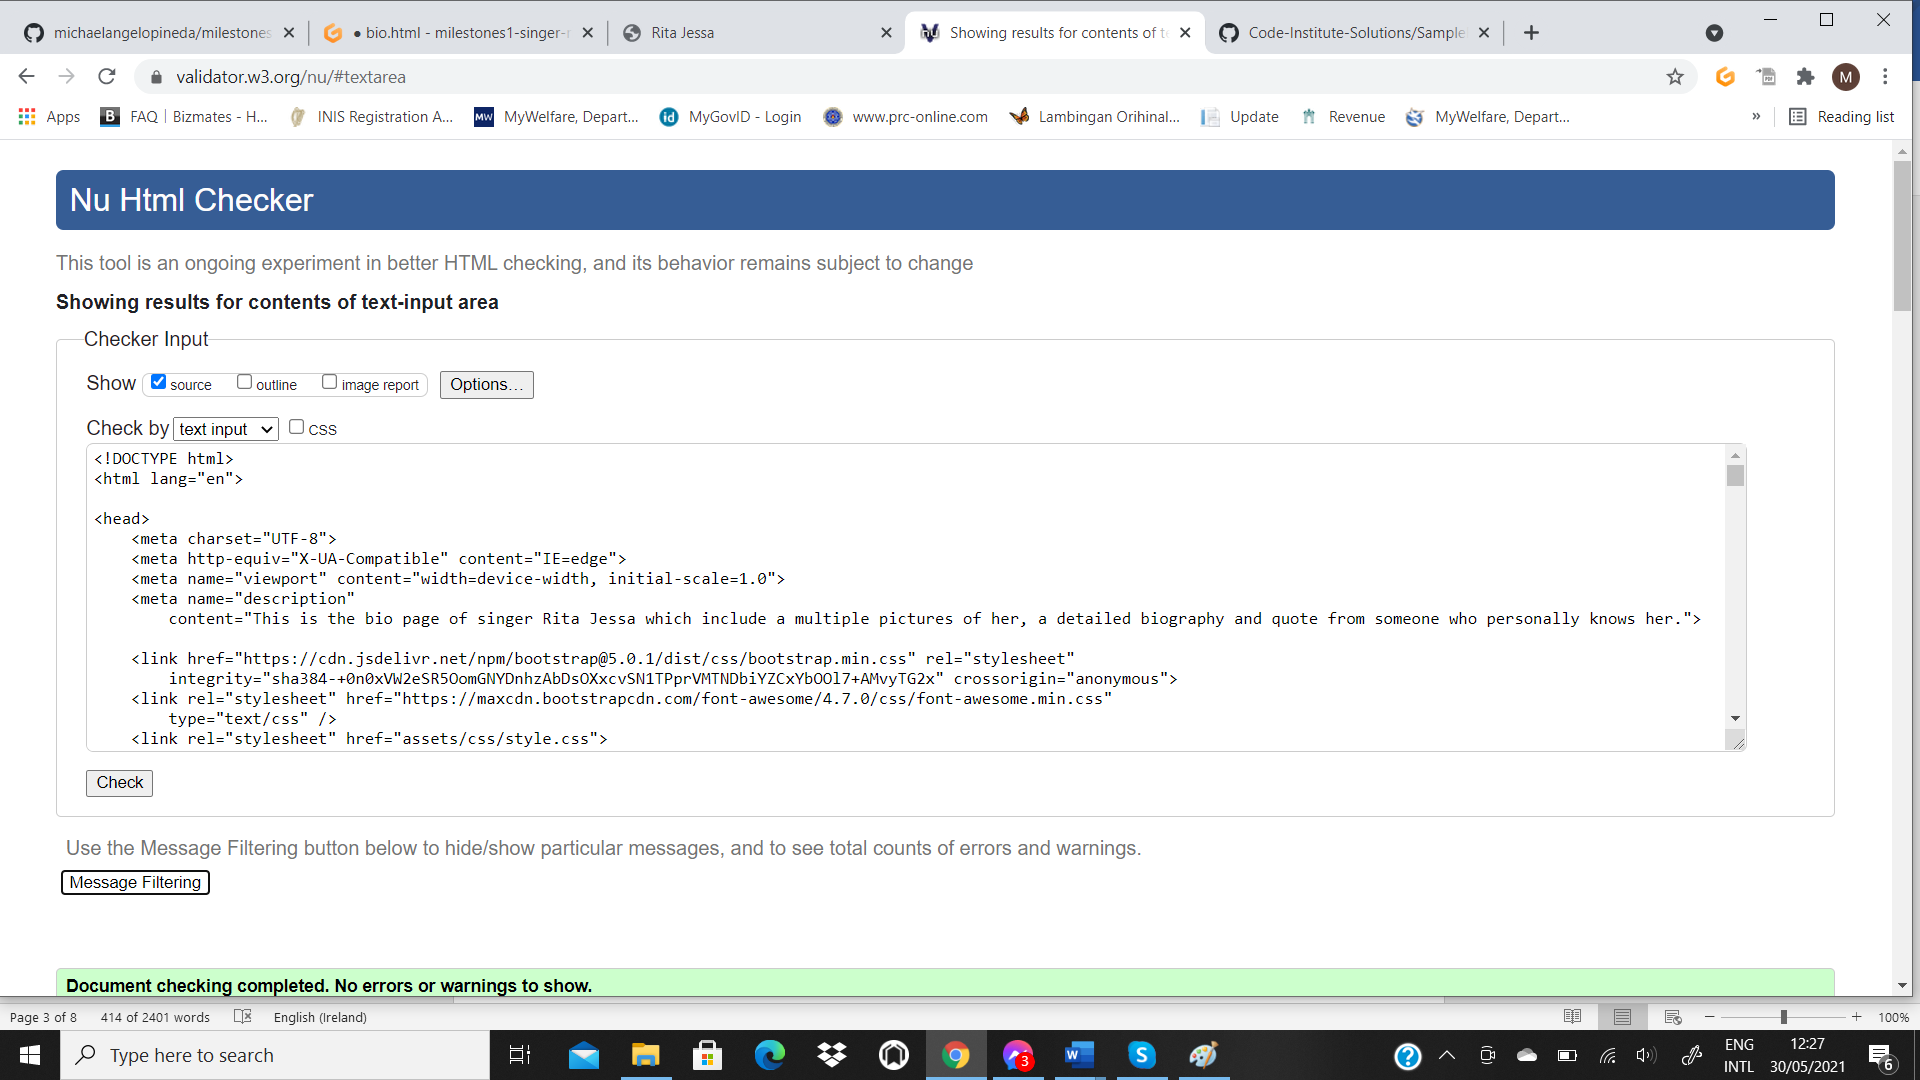 michaelangelopineda/milestones
● bio.html - milestones1-singer-r
Rita Jessa
Showing results for contents of te
Code-Institute-Solutions/Sample
validator.w3.org/nu/#textarea
M
Apps
FAQ | Bizmates - H...
INIS Registration A...
MyWelfare, Depart...
MyGovID - Login
www.prc-online.com
Lambingan Orihinal...
Update
Revenue
MyWelfare, Depart...
»
Reading list
Nu Html Checker
This tool is an ongoing experiment in better HTML checking, and its behavior remains subject to change
Showing results for contents of text-input area
Checker Input
Show source outline image report Options...
Check by text input CSS
<!DOCTYPE html>
<html lang="en">
<head>
<meta charset="UTF-8">
<meta http-equiv="X-UA-Compatible" content="IE=edge">
<meta name="viewport" content="width=device-width, initial-scale=1.0">
<meta name="description"
content="This is the bio page of singer Rita Jessa which include a multiple pictures of her, a detailed biography and quote from someone who personally knows her.">
<link href="https://cdn.jsdelivr.net/npm/bootstrap@5.0.1/dist/css/bootstrap.min.css" rel="stylesheet"
integrity="sha384-+0n0xVW2eSR5OomGNYDnhzAbDsOXxcvSN1TPprVMTNDbiYZCxYbOOl7+AMvyTG2x" crossorigin="anonymous">
<link rel="stylesheet" href="https://maxcdn.bootstrapcdn.com/font-awesome/4.7.0/css/font-awesome.min.css"
type="text/css" />
<link rel="stylesheet" href="assets/css/style.css">
Check
Use the Message Filtering button below to hide/show particular messages, and to see total counts of errors and warnings.
Message Filtering
Document checking completed. No errors or warnings to show.
Page 3 of 8 414 of 2401 words English (Ireland) 100%
Type here to search
3
ENG
INTL
12:27
30/05/2021
6